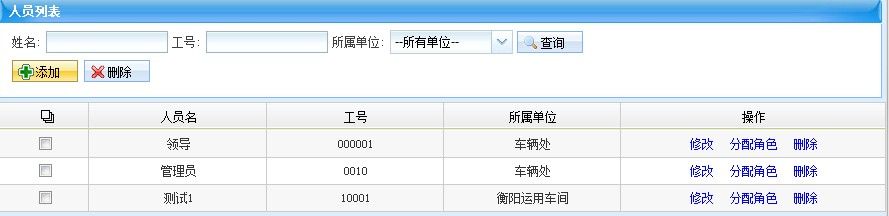 人员列表
姓名: 工号: 所属单位: --所有单位-- 查询
添加 删除
人员名 工号 所属单位 操作
领导 000001 车辆处 修改 分配角色 删除
管理员 0010 车辆处 修改 分配角色 删除
测试1 10001 衡阳运用车间 修改 分配角色 删除